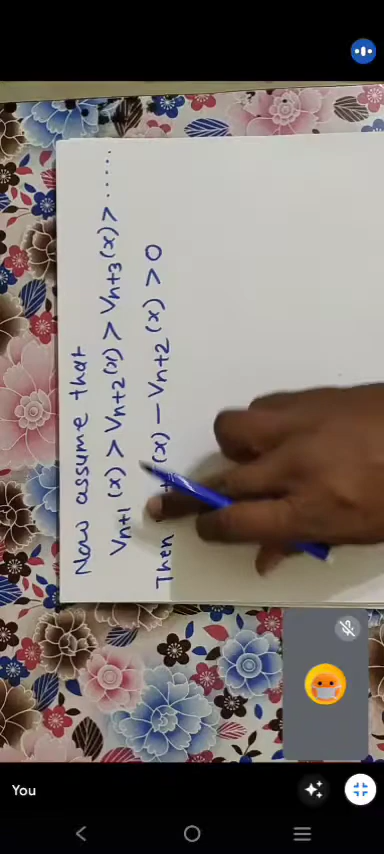 Now assume that
Vn+1 (x) > Vn+2 (x) > Vn+3 (x) > ......
Then (x) − Vn+2 (x) > 0
You